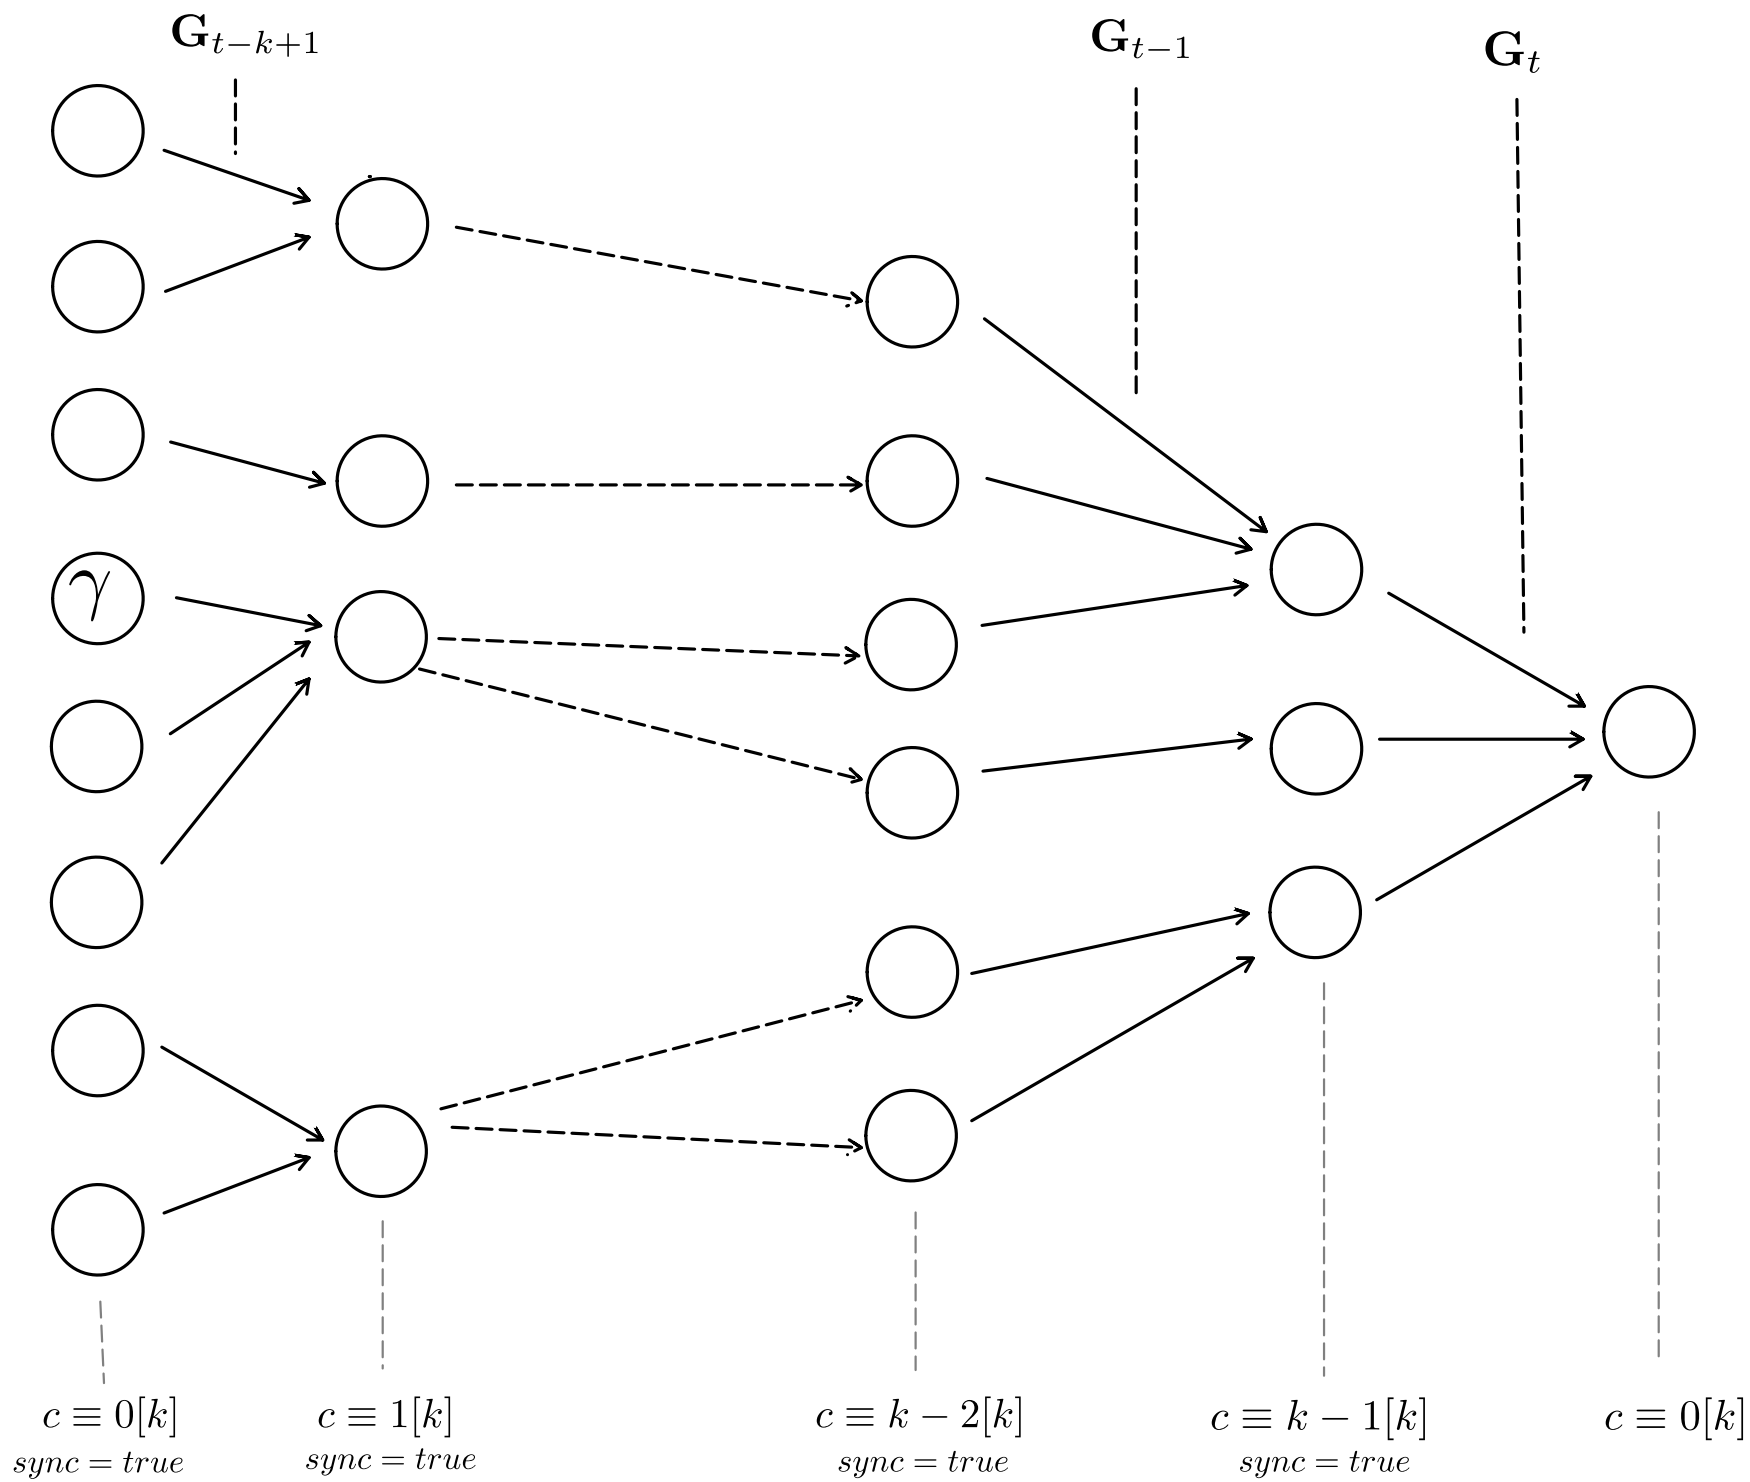 G_{t-k+1}
G_{t-1}
G_t
γ
c ≡ 0[k]
sync = true
c ≡ 1[k]
sync = true
c ≡ k − 2[k]
sync = true
c ≡ k − 1[k]
sync = true
c ≡ 0[k]